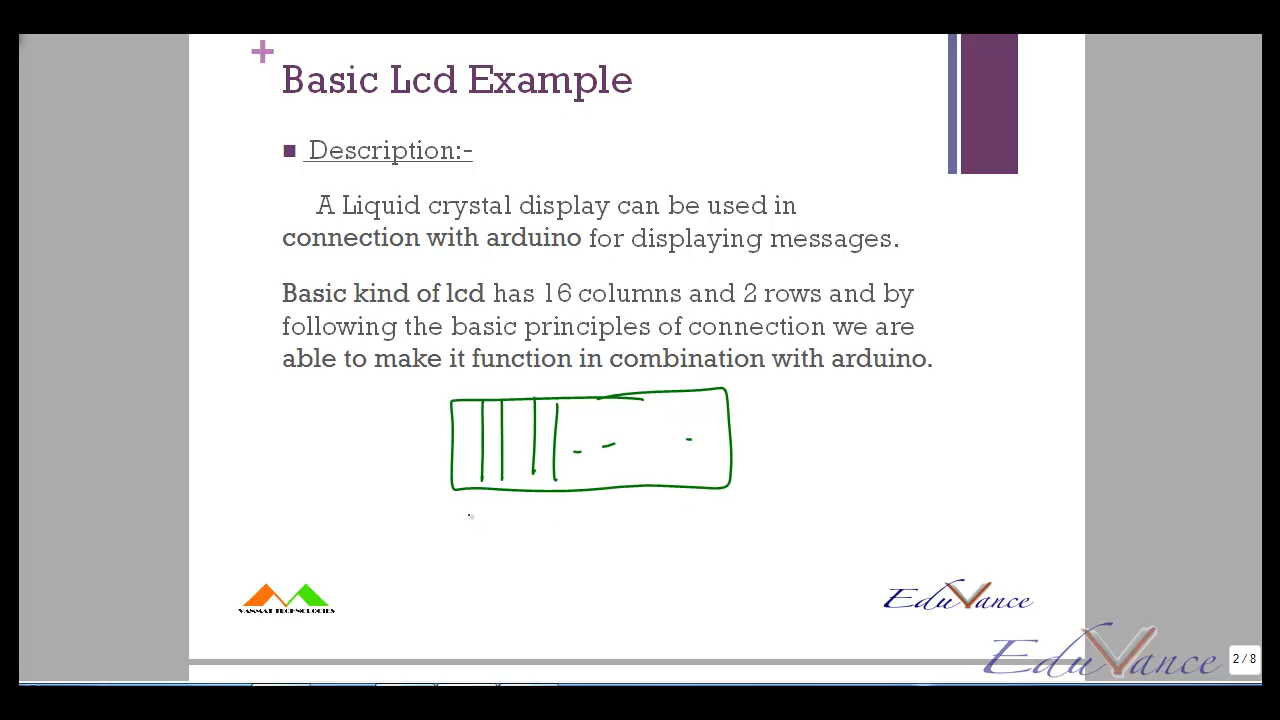 +
Basic Lcd Example
Description:-
A Liquid crystal display can be used in
connection with arduino for displaying messages.
Basic kind of lcd has 16 columns and 2 rows and by
following the basic principles of connection we are
able to make it function in combination with arduino.
VANMAT TECHNOLOGIES
EduVance
EduVance
2 / 8